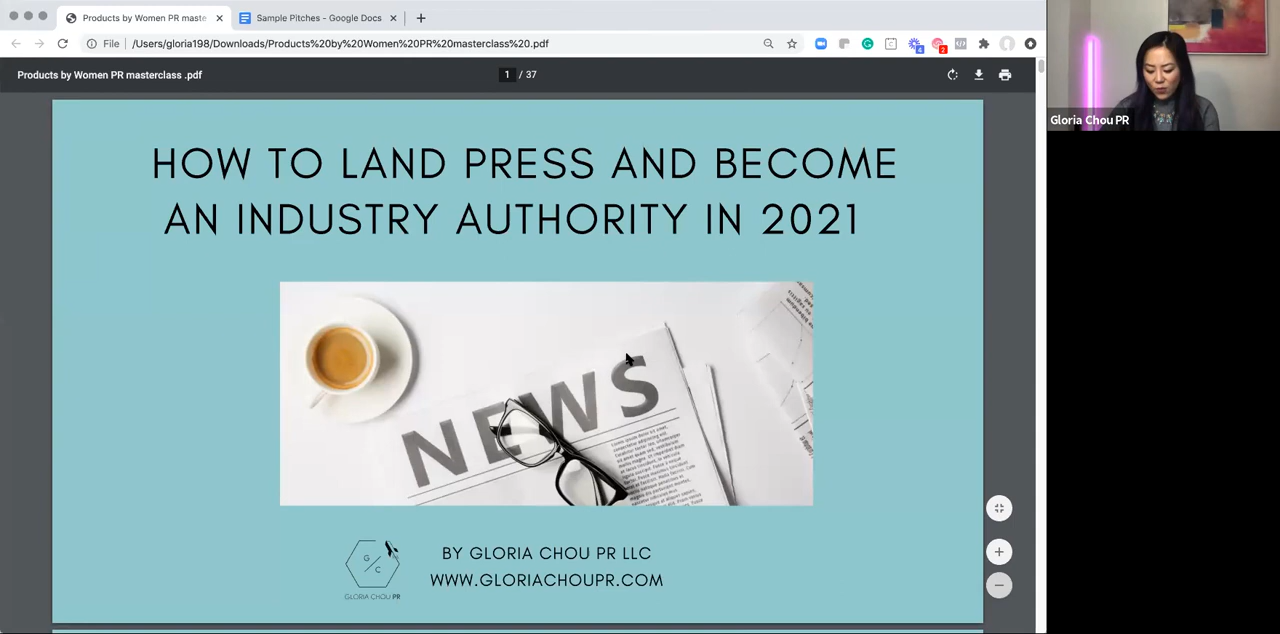 Products by Women PR maste
Sample Pitches - Google Docs
File
/Users/gloria198/Downloads/Products%20by%20Women%20PR%20masterclass%20.pdf
4
2
Products by Women PR masterclass .pdf
1 / 37
Gloria Chou PR
HOW TO LAND PRESS AND BECOME
AN INDUSTRY AUTHORITY IN 2021
NEWS
G
C
GLORIA CHOU PR
BY GLORIA CHOU PR LLC
WWW.GLORIACHOUPR.COM